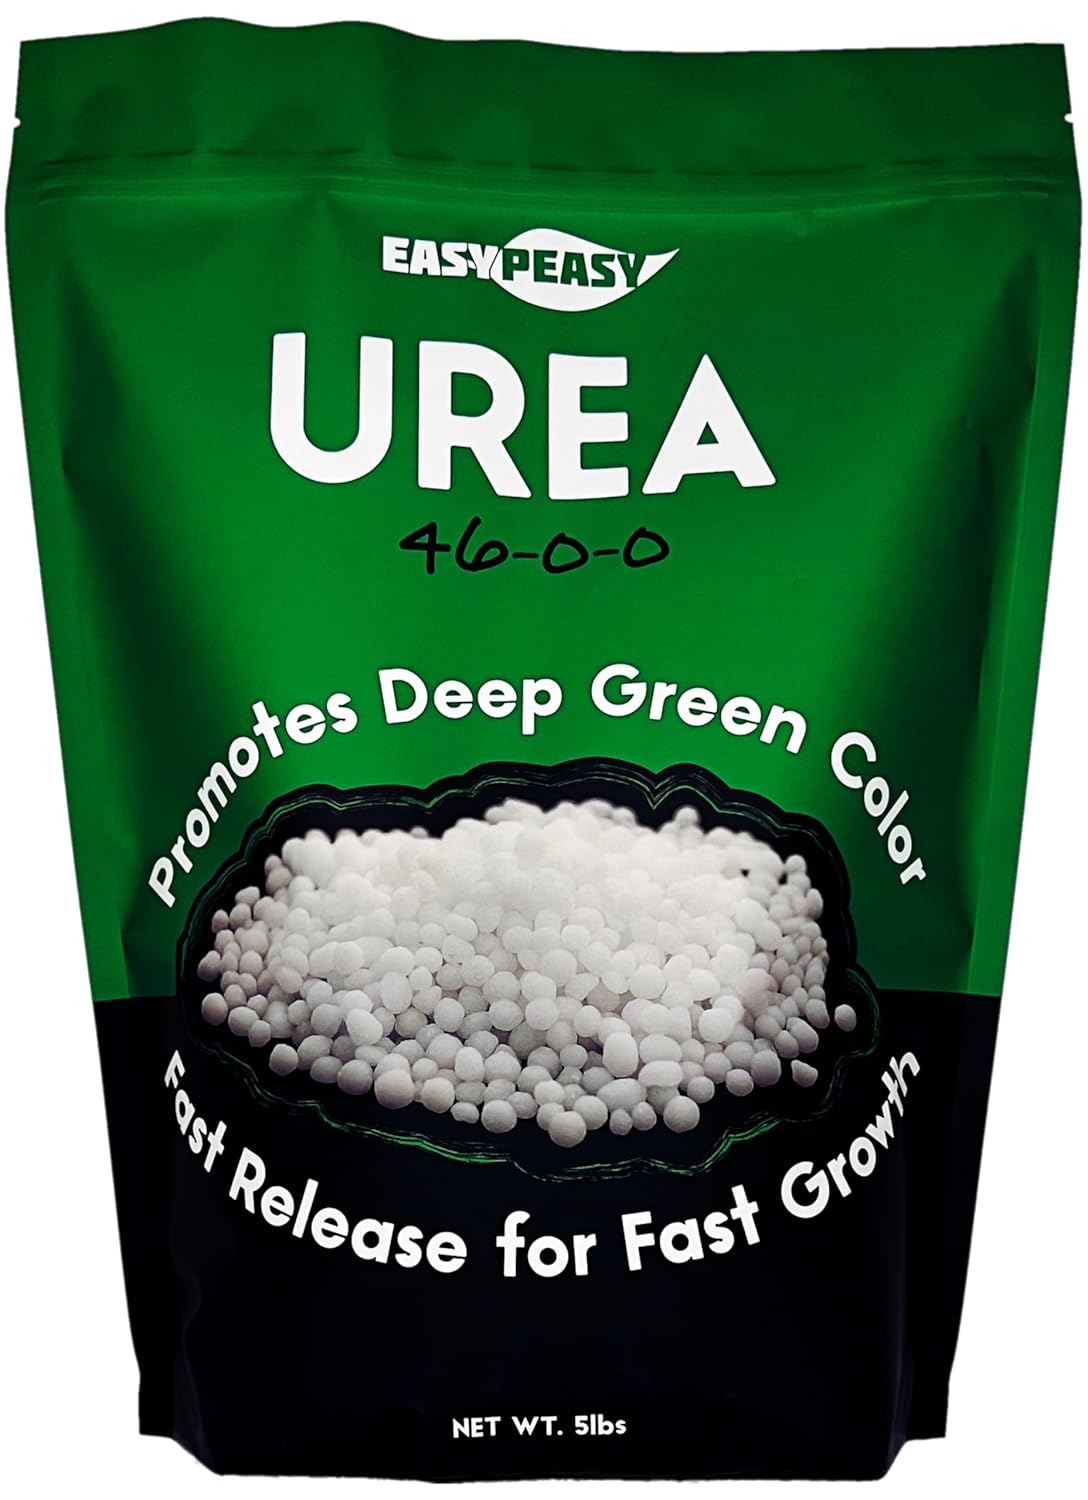 EASYPEASY
UREA
46-0-0
Promotes Deep Green Color
Fast Release for Fast Growth
NET WT. 5lbs